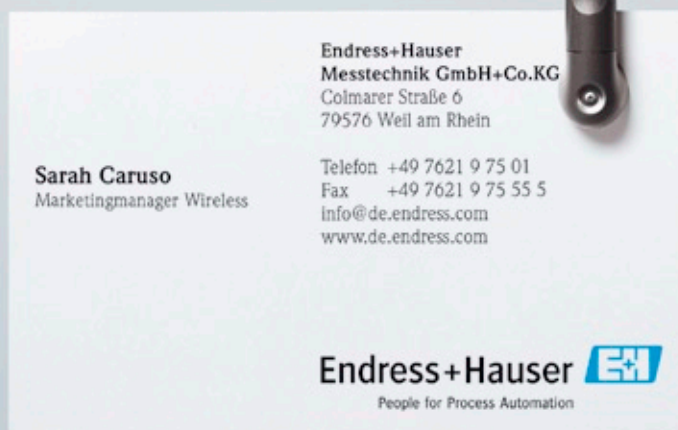 Endress+Hauser
Messtechnik GmbH+Co.KG
Colmarer Straße 6
79576 Weil am Rhein
Sarah Caruso
Marketingmanager Wireless
Telefon +49 7621 9 75 01
Fax +49 7621 9 75 55 5
info@de.endress.com
www.de.endress.com
Endress+Hauser E+H
People for Process Automation